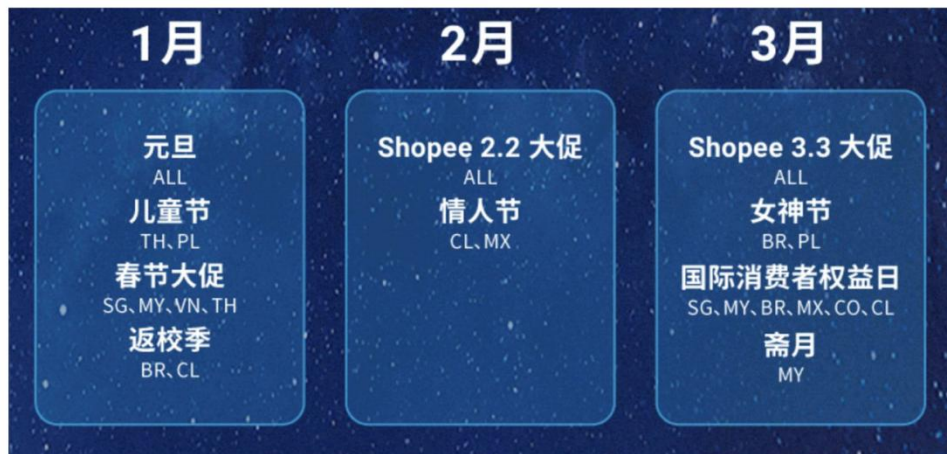 1月
元旦
ALL
儿童节
TH、PL
春节大促
SG、MY、VN、TH
返校季
BR、CL
2月
Shopee 2.2 大促
ALL
情人节
CL、MX
3月
Shopee 3.3 大促
ALL
女神节
BR、PL
国际消费者权益日
SG、MY、BR、MX、CO、CL
斋月
MY